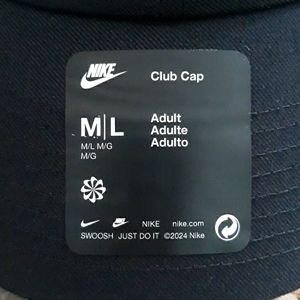 NIKE
Club Cap
M|L
M/L M/G
M/G
Adult
Adulte
Adulto
NIKE nike.com
SWOOSH JUST DO IT ©2024 Nike